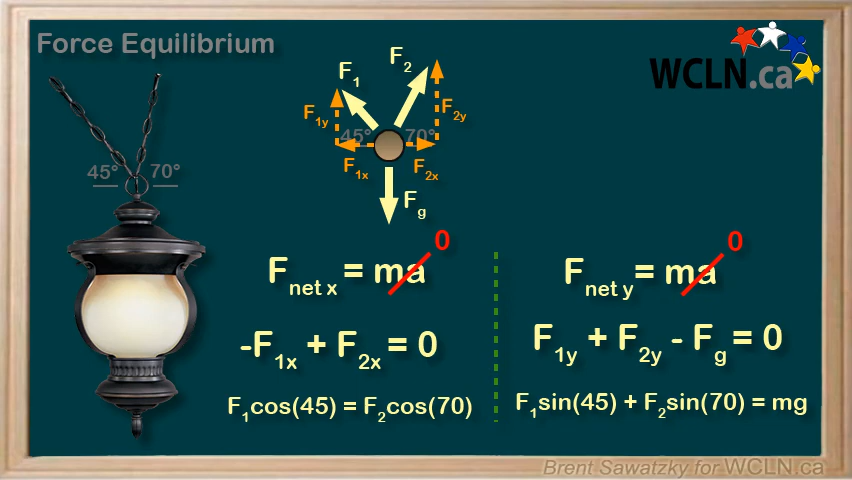 Force Equilibrium
WCLN.ca
F1 F2
F1y F2y
45° 70°
F1x F2x
Fg
45° 70°
0
Fnet x = ma
0
Fnet y = ma
-F1x + F2x = 0
F1y + F2y - Fg = 0
F1cos(45) = F2cos(70)
F1sin(45) + F2sin(70) = mg
Brent Sawatzky for WCLN.ca